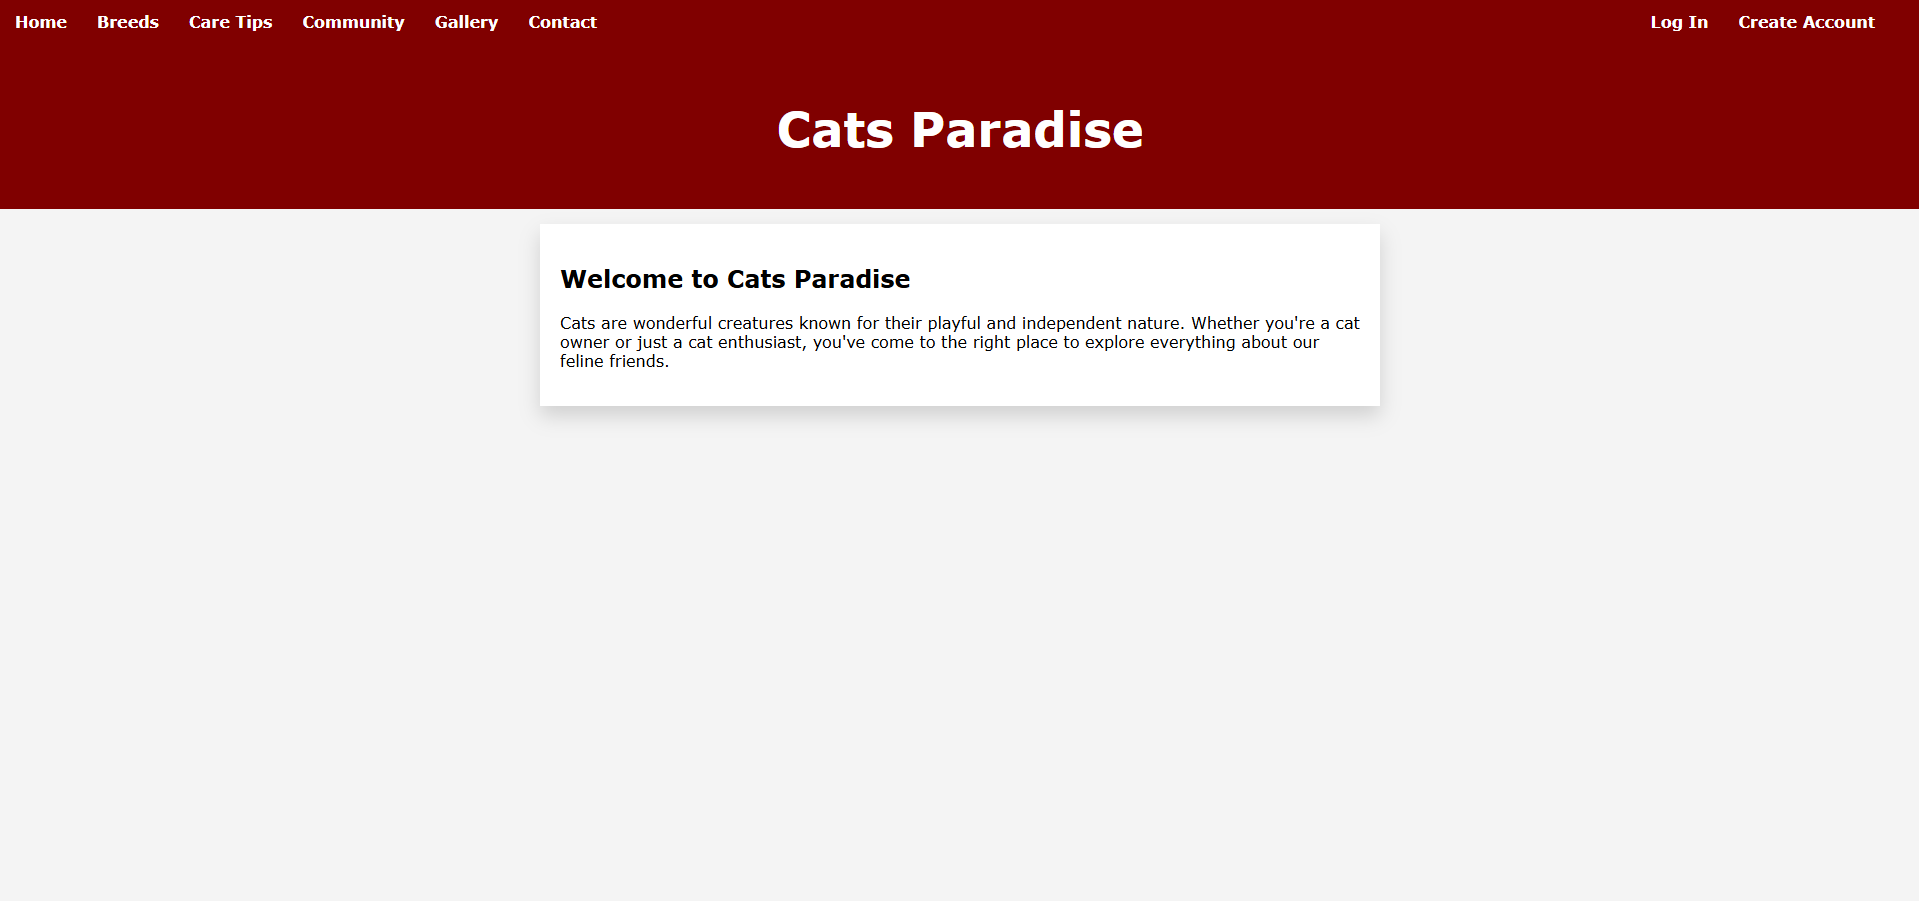 Home Breeds Care Tips Community Gallery Contact Log In Create Account
Cats Paradise
Welcome to Cats Paradise
Cats are wonderful creatures known for their playful and independent nature. Whether you're a cat
owner or just a cat enthusiast, you've come to the right place to explore everything about our
feline friends.